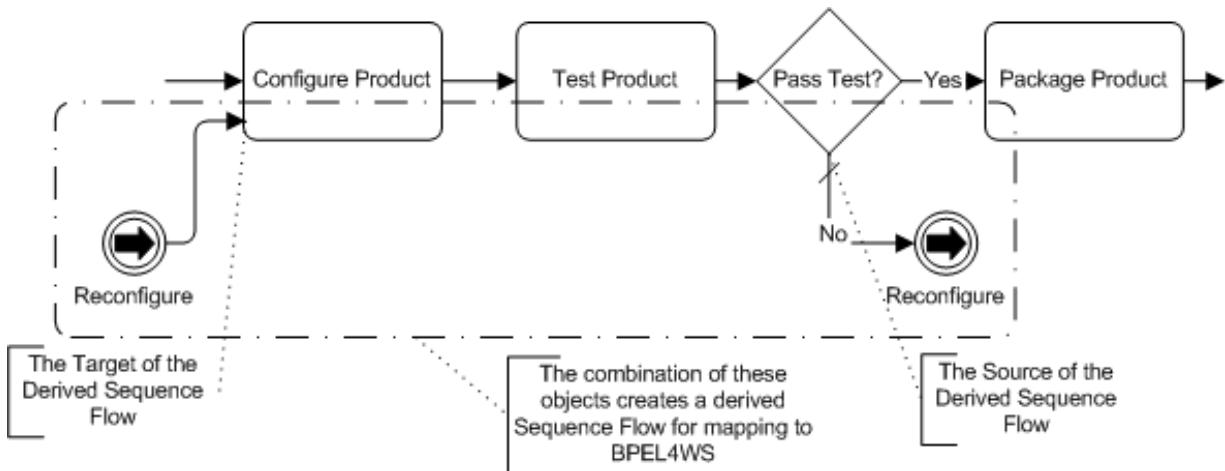 Configure Product
Test Product
Pass Test?
Yes
Package Product
No
Reconfigure
Reconfigure
The Target of the
Derived Sequence
Flow
The combination of these
objects creates a derived
Sequence Flow for mapping to
BPEL4WS
The Source of the
Derived Sequence
Flow